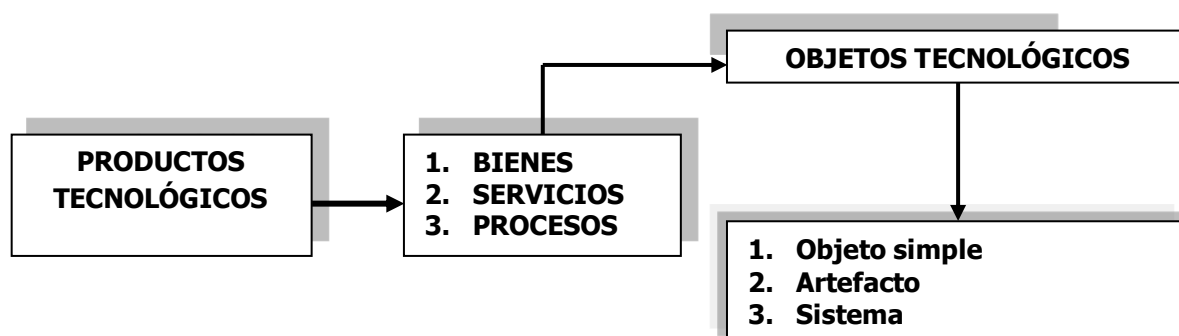 PRODUCTOS
TECNOLÓGICOS
1. BIENES
2. SERVICIOS
3. PROCESOS
OBJETOS TECNOLÓGICOS
1. Objeto simple
2. Artefacto
3. Sistema